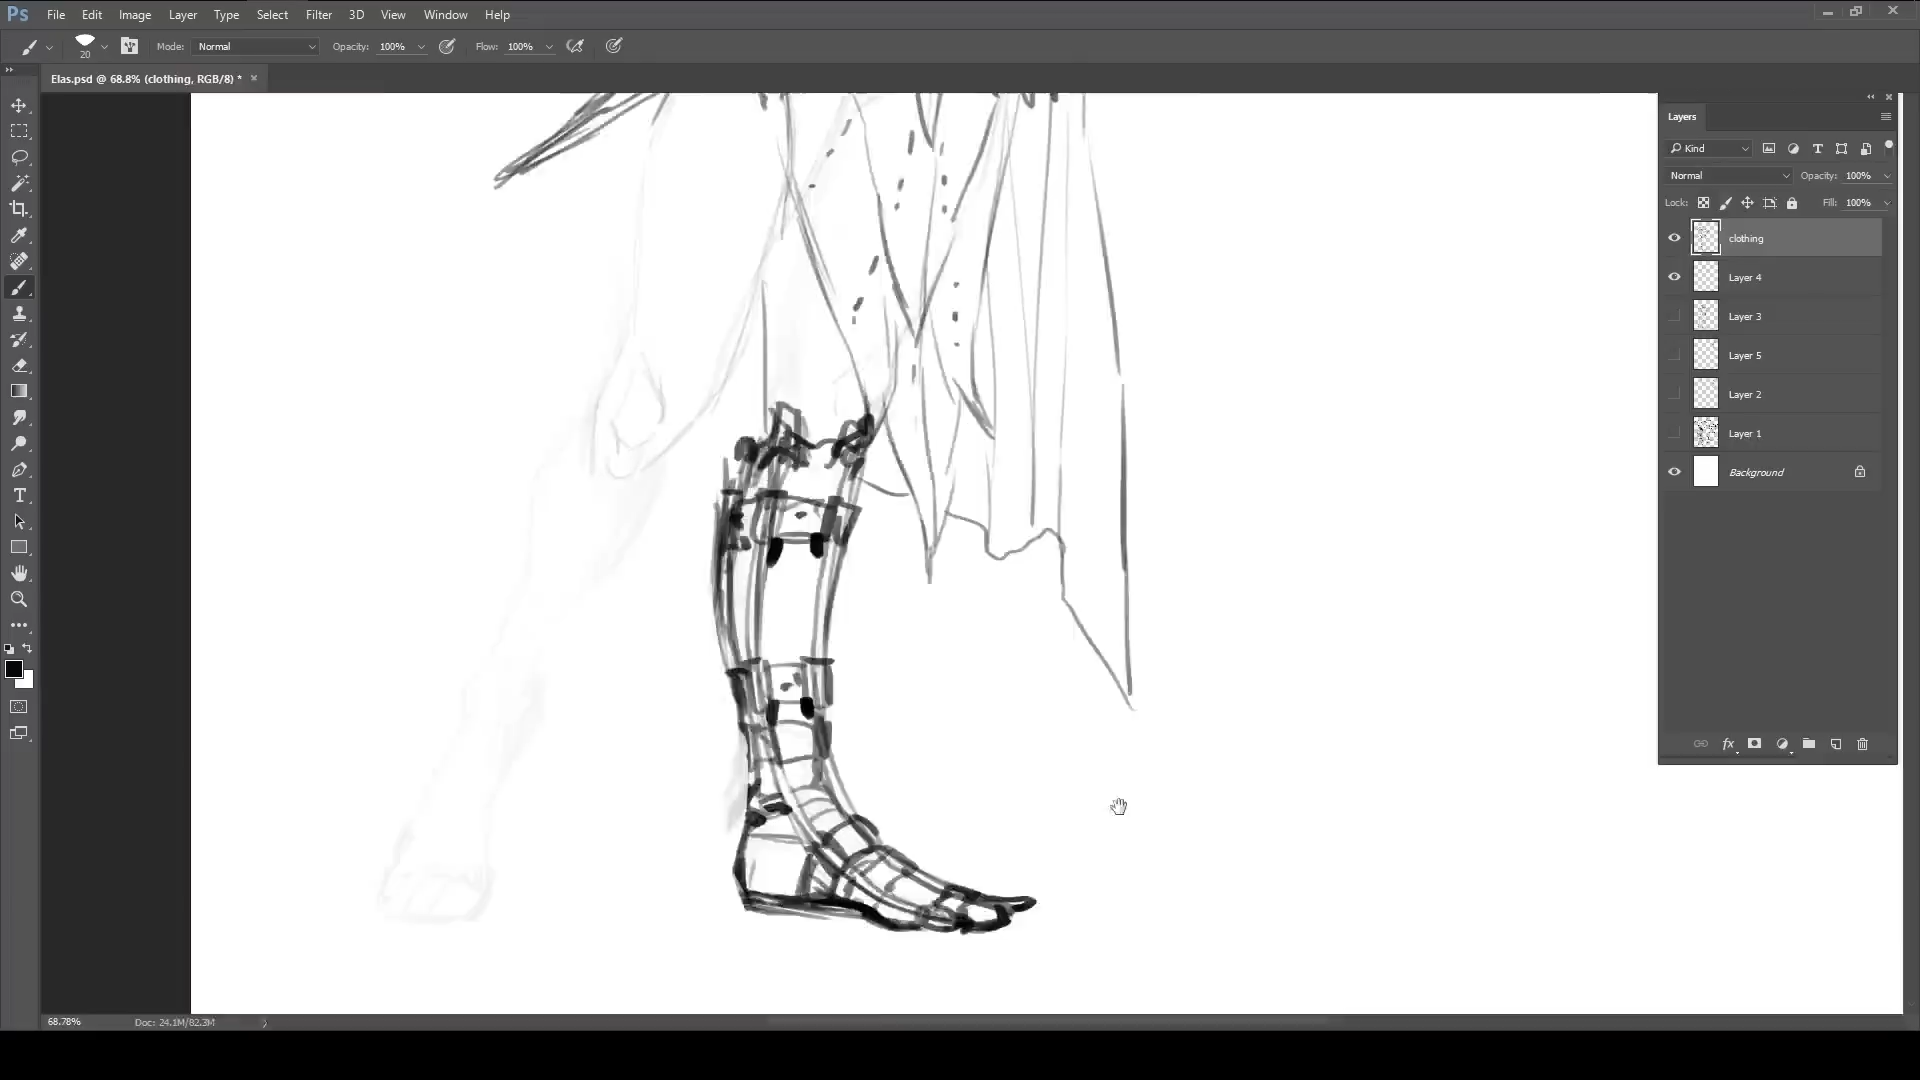 Ps File Edit Image Layer Type Select Filter 3D View Window Help
20 Mode: Normal Opacity: 100% Flow: 100%
Elas.psd @ 68.8% (clothing, RGB/8) *
Layers
Kind
Normal Opacity: 100%
Lock: Fill: 100%
clothing
Layer 4
Layer 3
Layer 5
Layer 2
Layer 1
Background
fx
68.78% Doc: 24.1M/82.3M